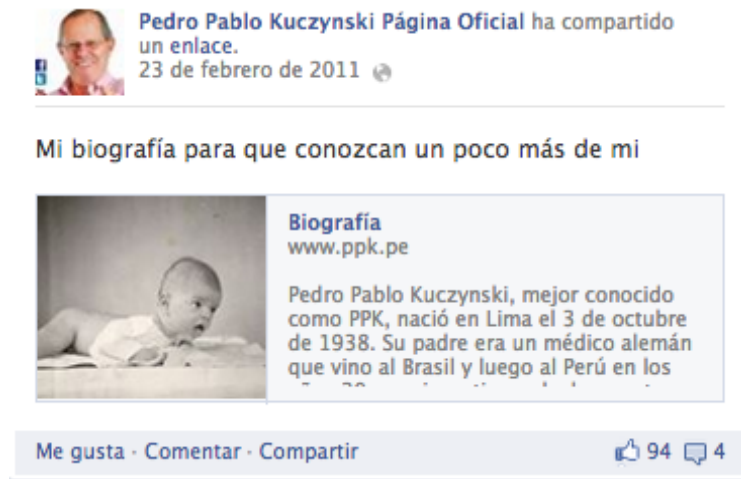 Pedro Pablo Kuczynski Página Oficial ha compartido
un enlace.
23 de febrero de 2011
Mi biografía para que conozcan un poco más de mi
Biografía
www.ppk.pe
Pedro Pablo Kuczynski, mejor conocido
como PPK, nació en Lima el 3 de octubre
de 1938. Su padre era un médico alemán
que vino al Brasil y luego al Perú en los
Me gusta · Comentar · Compartir
94
4